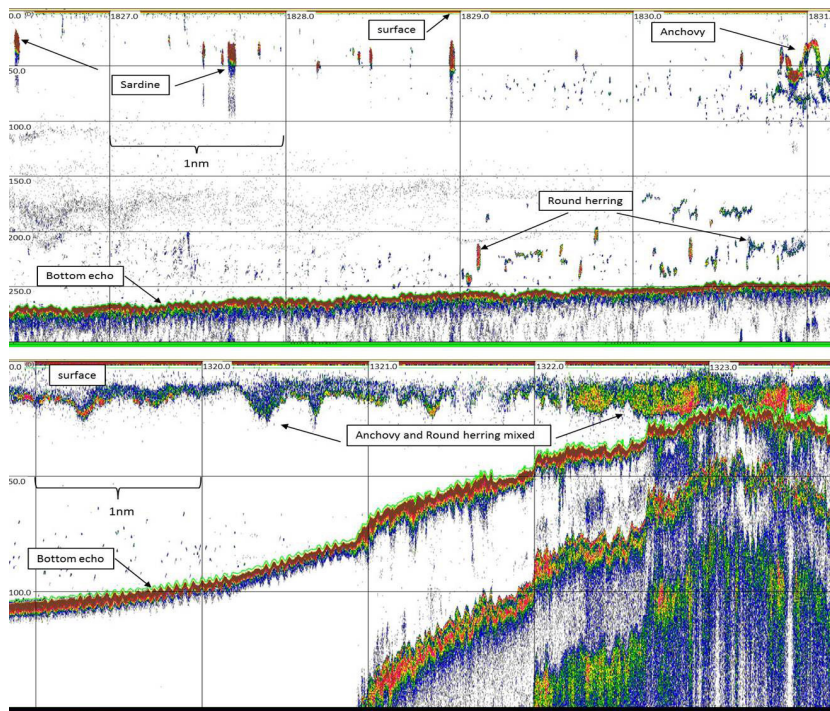 0.0 (0) 1827.0 1828.0 surface 1829.0 1830.0 Anchovy 1831.
50.0
Sardine
100.0
1nm
150.0
Round herring
200.0
Bottom echo
250.0
0.0 surface 1320.0 1321.0 1322.0 1323.0
Anchovy and Round herring mixed
50.0
1nm
Bottom echo
100.0